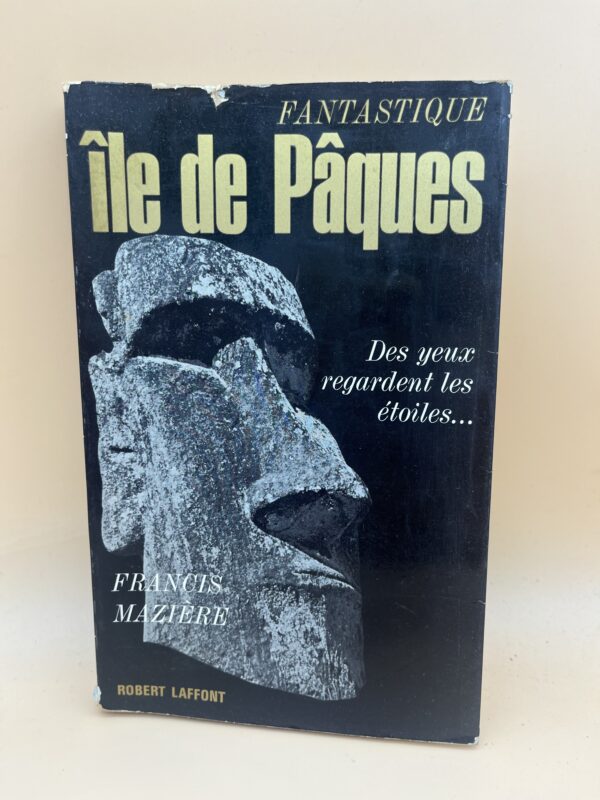 FANTASTIQUE
île de Pâques
Des yeux
regardent les
étoiles...
FRANCIS
MAZIÈRE
ROBERT LAFFONT